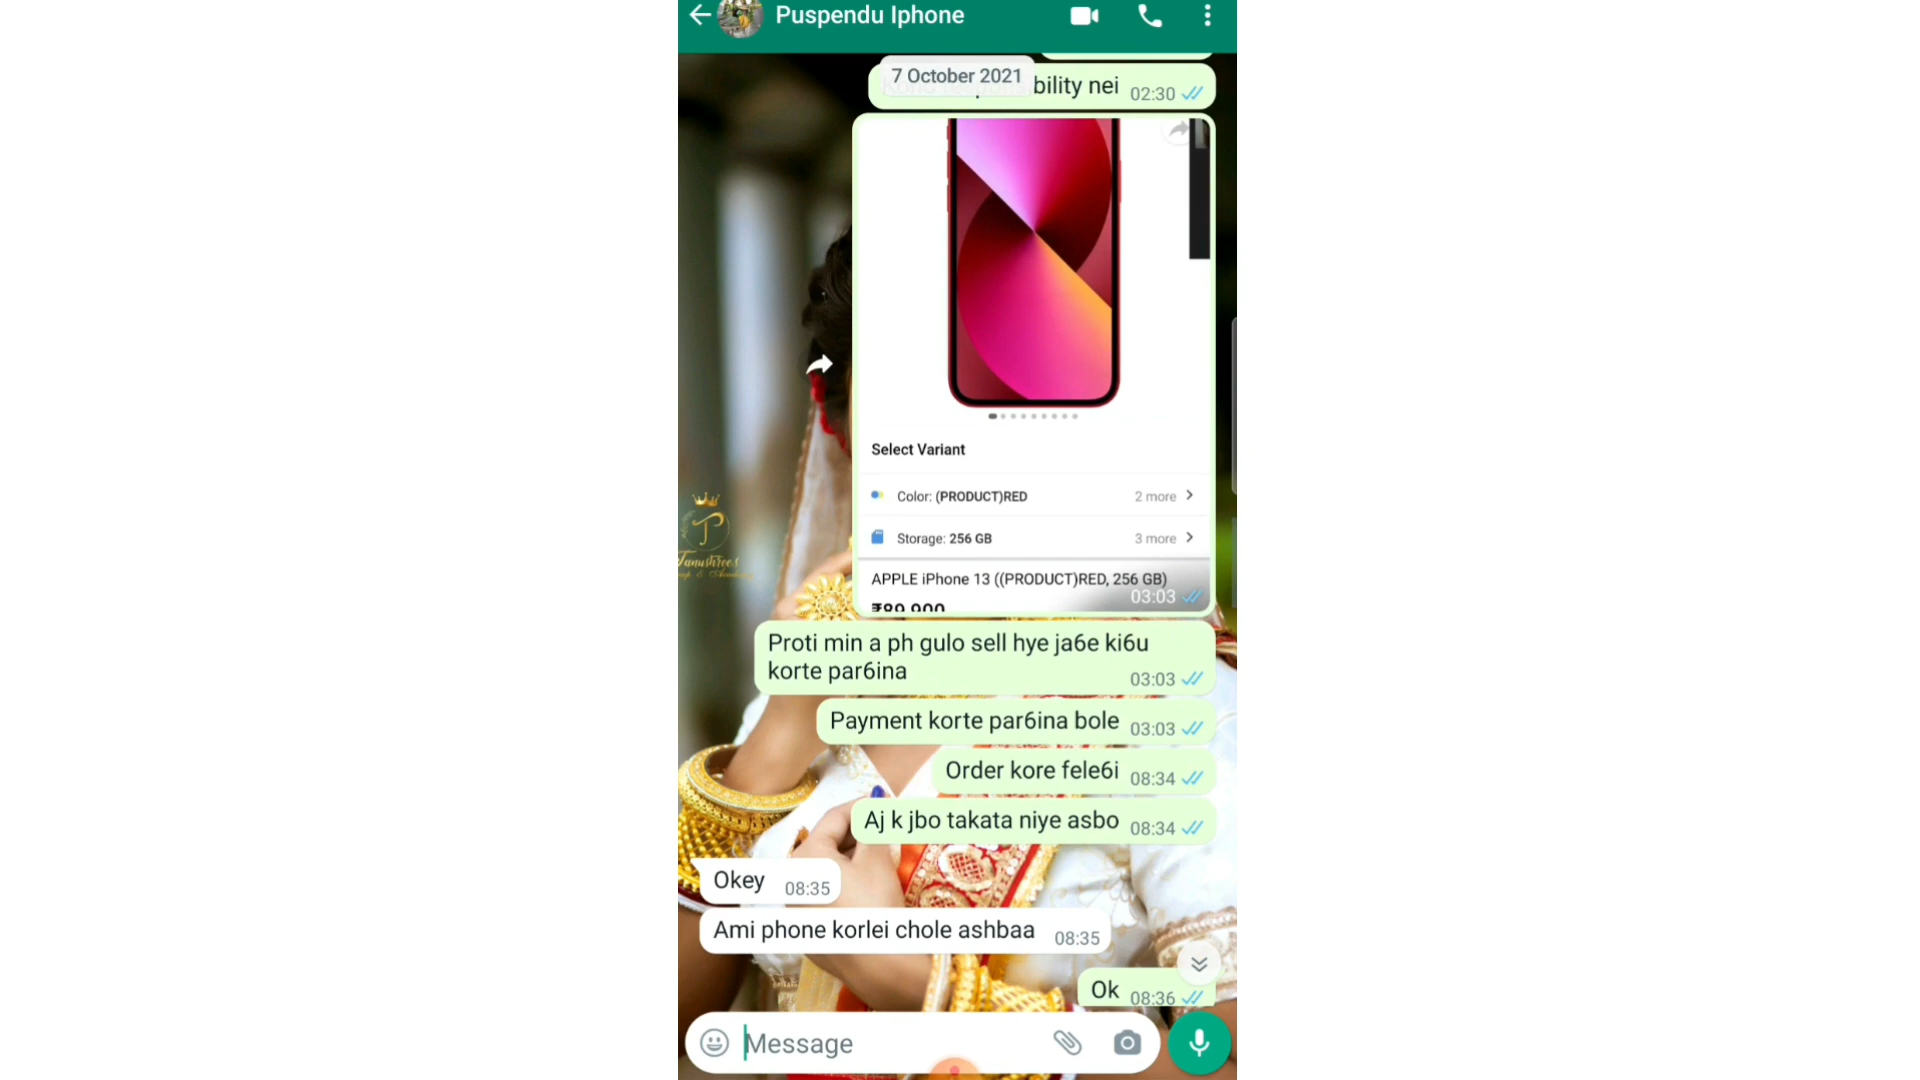 Puspendu Iphone
7 October 2021
bility nei 02:30
Select Variant
Color: (PRODUCT)RED 2 more
Storage: 256 GB 3 more
APPLE iPhone 13 ((PRODUCT)RED, 256 GB)
₹89,900
03:03
Proti min a ph gulo sell hye ja6e ki6u
korte par6ina 03:03
Payment korte par6ina bole 03:03
Order kore fele6i 08:34
Aj k jbo takata niye asbo 08:34
Okey 08:35
Ami phone korlei chole ashbaa 08:35
Ok 08:36
Message
Tanushree's